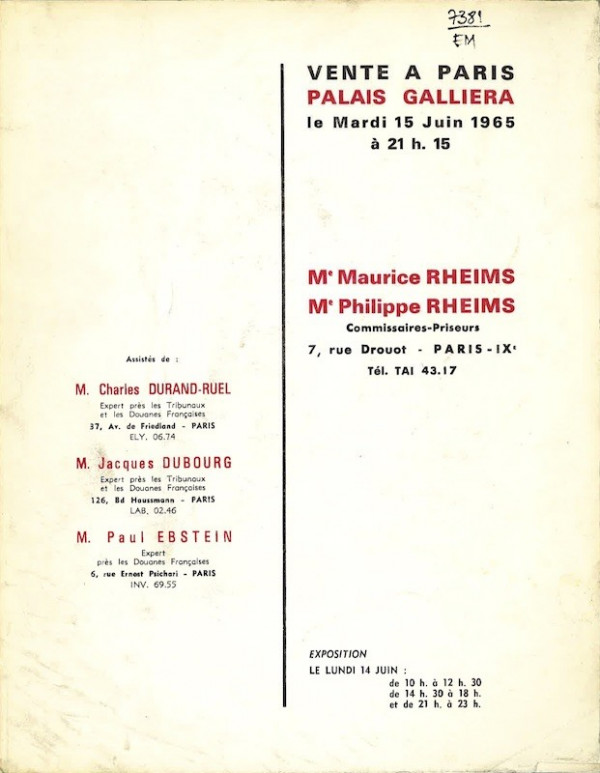 7381
EM
VENTE A PARIS
PALAIS GALLIERA
le Mardi 15 Juin 1965
à 21 h. 15
Me Maurice RHEIMS
Me Philippe RHEIMS
Commissaires-Priseurs
7, rue Drouot - PARIS-IXe
Tél. TAI 43.17
Assistés de :
M. Charles DURAND-RUEL
Expert près les Tribunaux
et les Douanes Françaises
37, Av. de Friedland - PARIS
ELY. 06.74
M. Jacques DUBOURG
Expert près les Tribunaux
et les Douanes Françaises
126, Bd Haussmann - PARIS
LAB. 02.46
M. Paul EBSTEIN
Expert
près les Douanes Françaises
6, rue Ernest Psichari - PARIS
INV. 69.55
EXPOSITION
LE LUNDI 14 JUIN :
de 10 h. à 12 h. 30
de 14 h. 30 à 18 h.
et de 21 h. à 23 h.